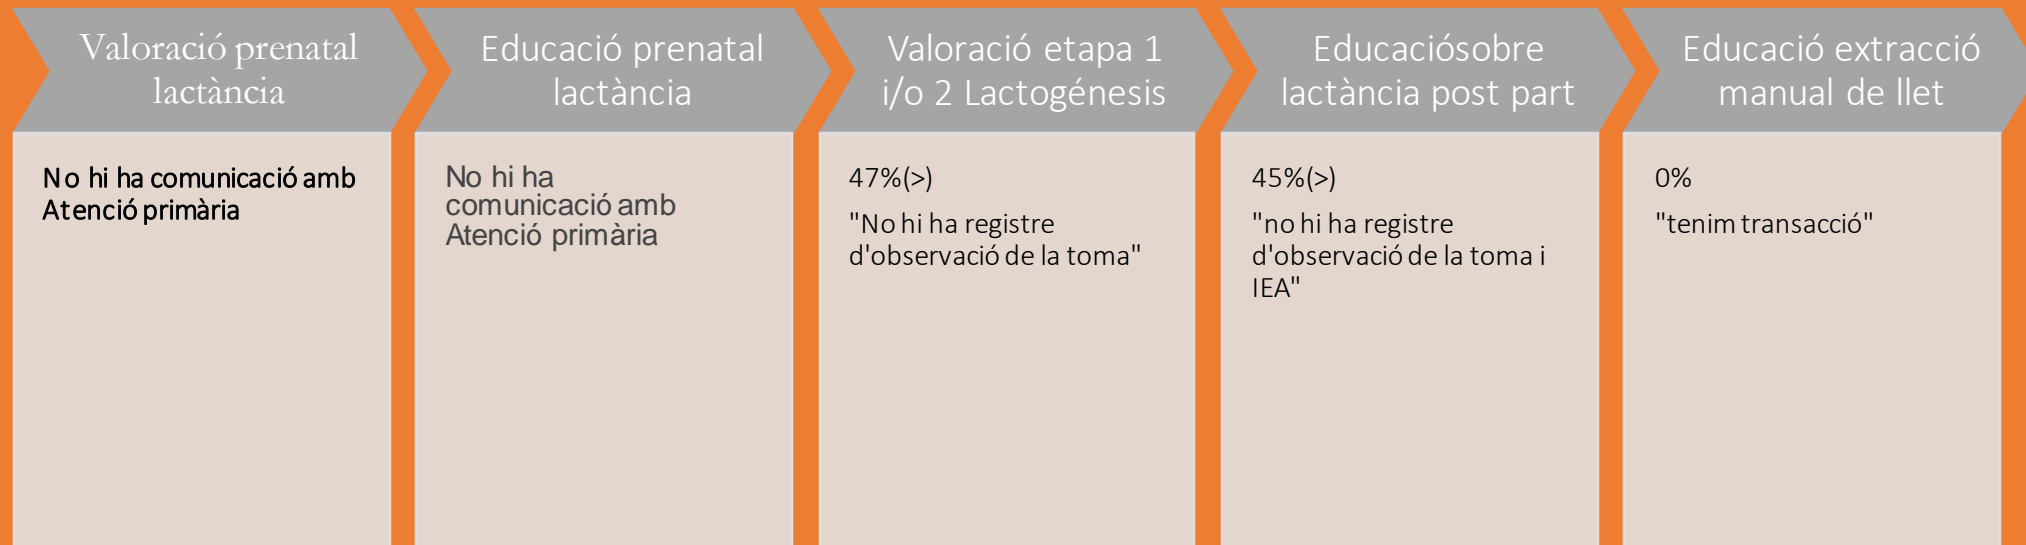 Valoració prenatal
lactància
No hi ha comunicació amb
Atenció primària
Educació prenatal
lactància
No hi ha
comunicació amb
Atenció primària
Valoració etapa 1
i/o 2 Lactogénesis
47%(>)
"No hi ha registre
d'observació de la toma"
Educaciósobre
lactància post part
45%(>)
"no hi ha registre
d'observació de la toma i
IEA"
Educació extracció
manual de llet
0%
"tenim transacció"